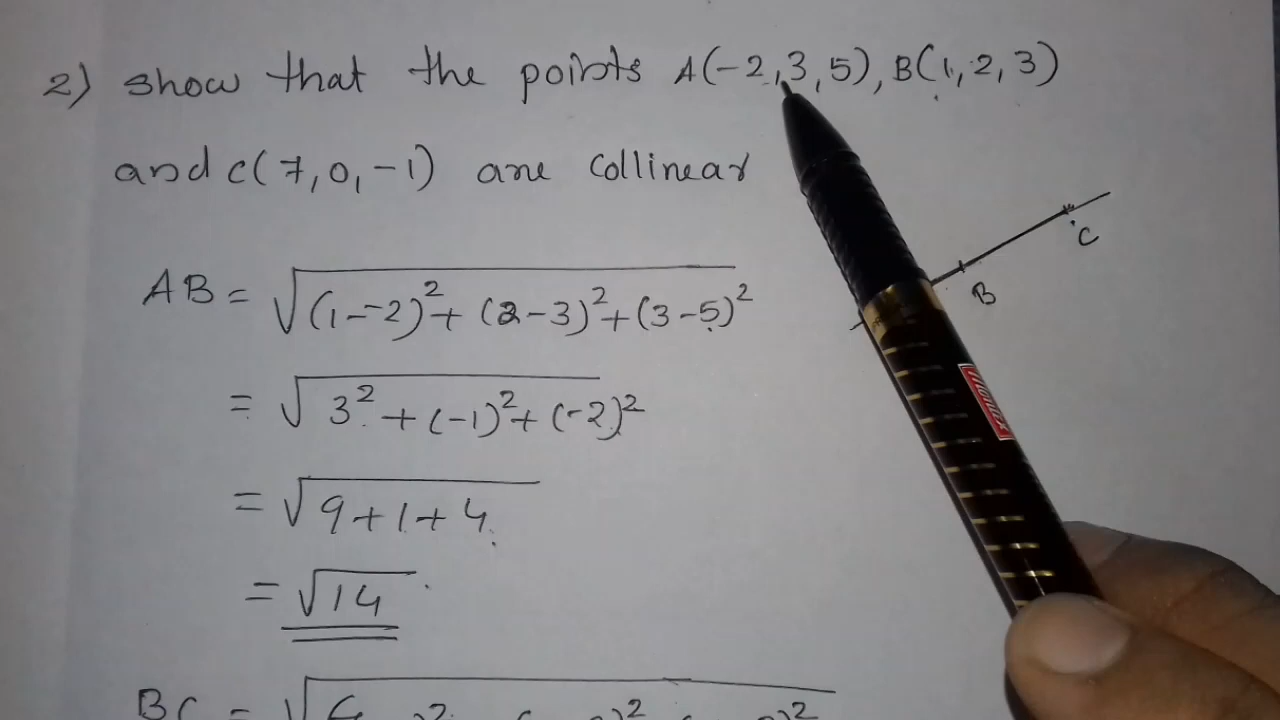 2) show that the points A(-2,3,5), B(1,2,3)
and C(7,0,-1) are collinear
C
B
AB = √(1--2)² + (2-3)² + (3-5)²
= √3² + (-1)² + (-2)²
= √9+1+4
= √14
BC = √